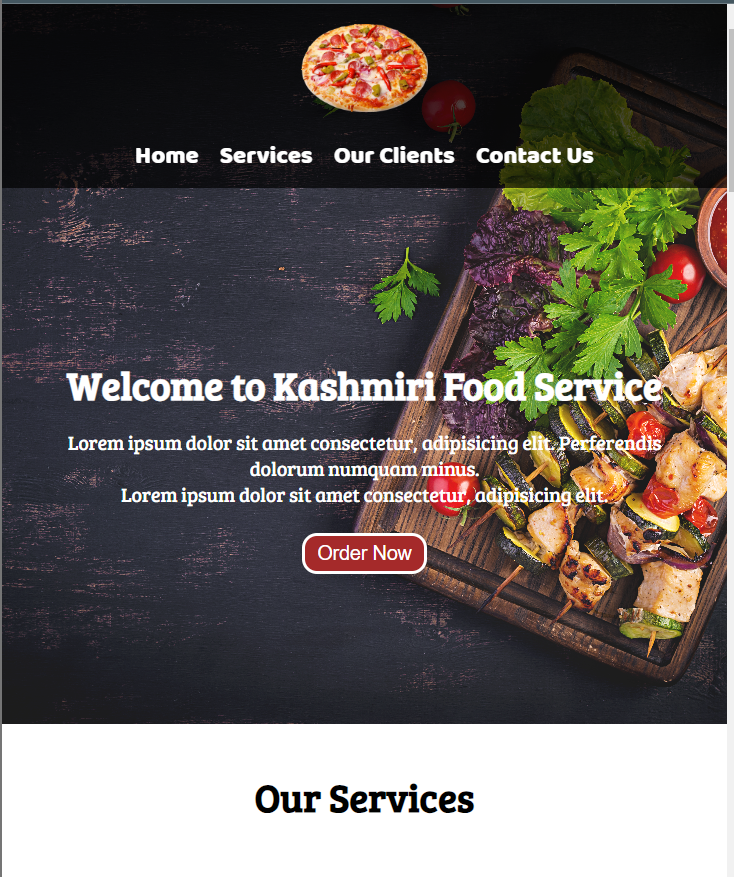 Home Services Our Clients Contact Us
Welcome to Kashmiri Food Service
Lorem ipsum dolor sit amet consectetur, adipisicing elit. Perferendis
dolorum numquam minus.
Lorem ipsum dolor sit amet consectetur, adipisicing elit.
Order Now
Our Services